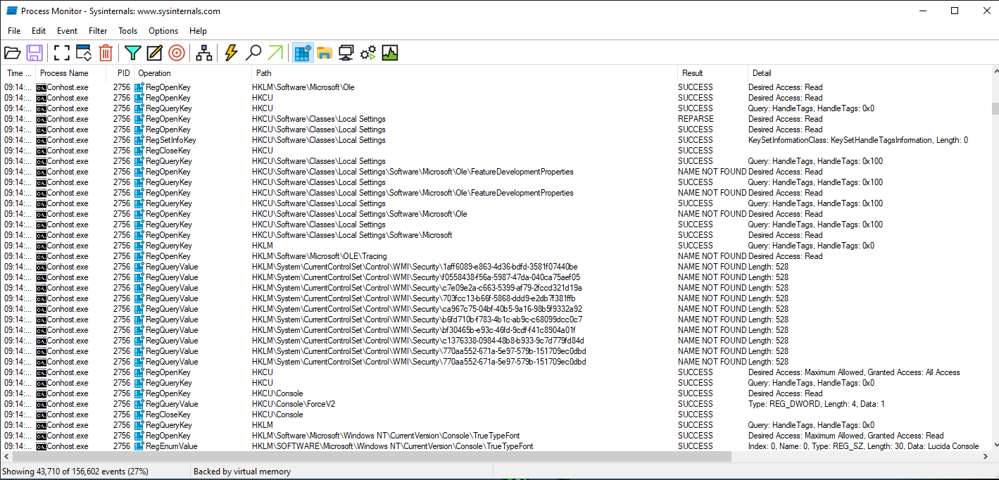 Process Monitor - Sysinternals: www.sysinternals.com
File Edit Event Filter Tools Options Help
Time ... Process Name PID Operation Path Result Detail
09:14:... Conhost.exe 2756 RegOpenKey HKLM\Software\Microsoft\Ole SUCCESS Desired Access: Read
09:14:... Conhost.exe 2756 RegOpenKey HKCU SUCCESS Desired Access: Read
09:14:... Conhost.exe 2756 RegQueryKey HKCU SUCCESS Query: HandleTags, HandleTags: 0x0
09:14:... Conhost.exe 2756 RegOpenKey HKCU\Software\Classes\Local Settings REPARSE Desired Access: Read
09:14:... Conhost.exe 2756 RegOpenKey HKCU\Software\Classes\Local Settings SUCCESS Desired Access: Read
09:14:... Conhost.exe 2756 RegSetInfoKey HKCU\Software\Classes\Local Settings SUCCESS KeySetInformationClass: KeySetHandleTagsInformation, Length: 0
09:14:... Conhost.exe 2756 RegCloseKey HKCU SUCCESS
09:14:... Conhost.exe 2756 RegQueryKey HKCU\Software\Classes\Local Settings SUCCESS Query: HandleTags, HandleTags: 0x100
09:14:... Conhost.exe 2756 RegOpenKey HKCU\Software\Classes\Local Settings\Software\Microsoft\Ole\FeatureDevelopmentProperties NAME NOT FOUND Desired Access: Read
09:14:... Conhost.exe 2756 RegQueryKey HKCU\Software\Classes\Local Settings SUCCESS Query: HandleTags, HandleTags: 0x100
09:14:... Conhost.exe 2756 RegOpenKey HKCU\Software\Classes\Local Settings\Software\Microsoft\Ole\FeatureDevelopmentProperties NAME NOT FOUND Desired Access: Read
09:14:... Conhost.exe 2756 RegQueryKey HKCU\Software\Classes\Local Settings SUCCESS Query: HandleTags, HandleTags: 0x100
09:14:... Conhost.exe 2756 RegOpenKey HKCU\Software\Classes\Local Settings\Software\Microsoft\Ole NAME NOT FOUND Desired Access: Read
09:14:... Conhost.exe 2756 RegQueryKey HKCU\Software\Classes\Local Settings SUCCESS Query: HandleTags, HandleTags: 0x100
09:14:... Conhost.exe 2756 RegOpenKey HKCU\Software\Classes\Local Settings\Software\Microsoft SUCCESS Desired Access: Read
09:14:... Conhost.exe 2756 RegQueryKey HKLM SUCCESS Query: HandleTags, HandleTags: 0x0
09:14:... Conhost.exe 2756 RegOpenKey HKLM\Software\Microsoft\OLE\Tracing NAME NOT FOUND Desired Access: Read
09:14:... Conhost.exe 2756 RegQueryValue HKLM\System\CurrentControlSet\Control\WMI\Security\1aff6089-e863-4d36-bdfd-3581f07440be NAME NOT FOUND Length: 528
09:14:... Conhost.exe 2756 RegQueryValue HKLM\System\CurrentControlSet\Control\WMI\Security\f0558438-f56a-5987-47da-040ca75aef05 NAME NOT FOUND Length: 528
09:14:... Conhost.exe 2756 RegQueryValue HKLM\System\CurrentControlSet\Control\WMI\Security\c7e09e2a-c663-5399-af79-2fccd321d19a NAME NOT FOUND Length: 528
09:14:... Conhost.exe 2756 RegQueryValue HKLM\System\CurrentControlSet\Control\WMI\Security\703fcc13-b66f-5868-ddd9-e2db7f381ffb NAME NOT FOUND Length: 528
09:14:... Conhost.exe 2756 RegQueryValue HKLM\System\CurrentControlSet\Control\WMI\Security\ca967c75-04bf-40b5-9a16-98b5f9332a92 NAME NOT FOUND Length: 528
09:14:... Conhost.exe 2756 RegQueryValue HKLM\System\CurrentControlSet\Control\WMI\Security\b6fd710b-f783-4b1c-ab9c-c68099dcc0c7 NAME NOT FOUND Length: 528
09:14:... Conhost.exe 2756 RegQueryValue HKLM\System\CurrentControlSet\Control\WMI\Security\bf30465b-e93c-46fd-9cdf-f41c8904a01f NAME NOT FOUND Length: 528
09:14:... Conhost.exe 2756 RegQueryValue HKLM\System\CurrentControlSet\Control\WMI\Security\c1376338-0984-48b8-b933-9c7d779fd84d NAME NOT FOUND Length: 528
09:14:... Conhost.exe 2756 RegQueryValue HKLM\System\CurrentControlSet\Control\WMI\Security\770aa552-671a-5e97-579b-151709ec0dbd NAME NOT FOUND Length: 528
09:14:... Conhost.exe 2756 RegQueryValue HKLM\System\CurrentControlSet\Control\WMI\Security\770aa552-671a-5e97-579b-151709ec0dbd NAME NOT FOUND Length: 528
09:14:... Conhost.exe 2756 RegOpenKey HKCU SUCCESS Desired Access: Maximum Allowed, Granted Access: All Access
09:14:... Conhost.exe 2756 RegQueryKey HKCU SUCCESS Query: HandleTags, HandleTags: 0x0
09:14:... Conhost.exe 2756 RegOpenKey HKCU\Console SUCCESS Desired Access: Read
09:14:... Conhost.exe 2756 RegQueryValue HKCU\Console\ForceV2 SUCCESS Type: REG_DWORD, Length: 4, Data: 1
09:14:... Conhost.exe 2756 RegCloseKey HKCU\Console SUCCESS
09:14:... Conhost.exe 2756 RegQueryKey HKLM SUCCESS Query: HandleTags, HandleTags: 0x0
09:14:... Conhost.exe 2756 RegOpenKey HKLM\Software\Microsoft\Windows NT\CurrentVersion\Console\TrueTypeFont SUCCESS Desired Access: Maximum Allowed, Granted Access: Read
09:14:... Conhost.exe 2756 RegEnumValue HKLM\SOFTWARE\Microsoft\Windows NT\CurrentVersion\Console\TrueTypeFont SUCCESS Index: 0, Name: 0, Type: REG_SZ, Length: 30, Data: Lucida Console
Showing 43,710 of 156,602 events (27%) Backed by virtual memory